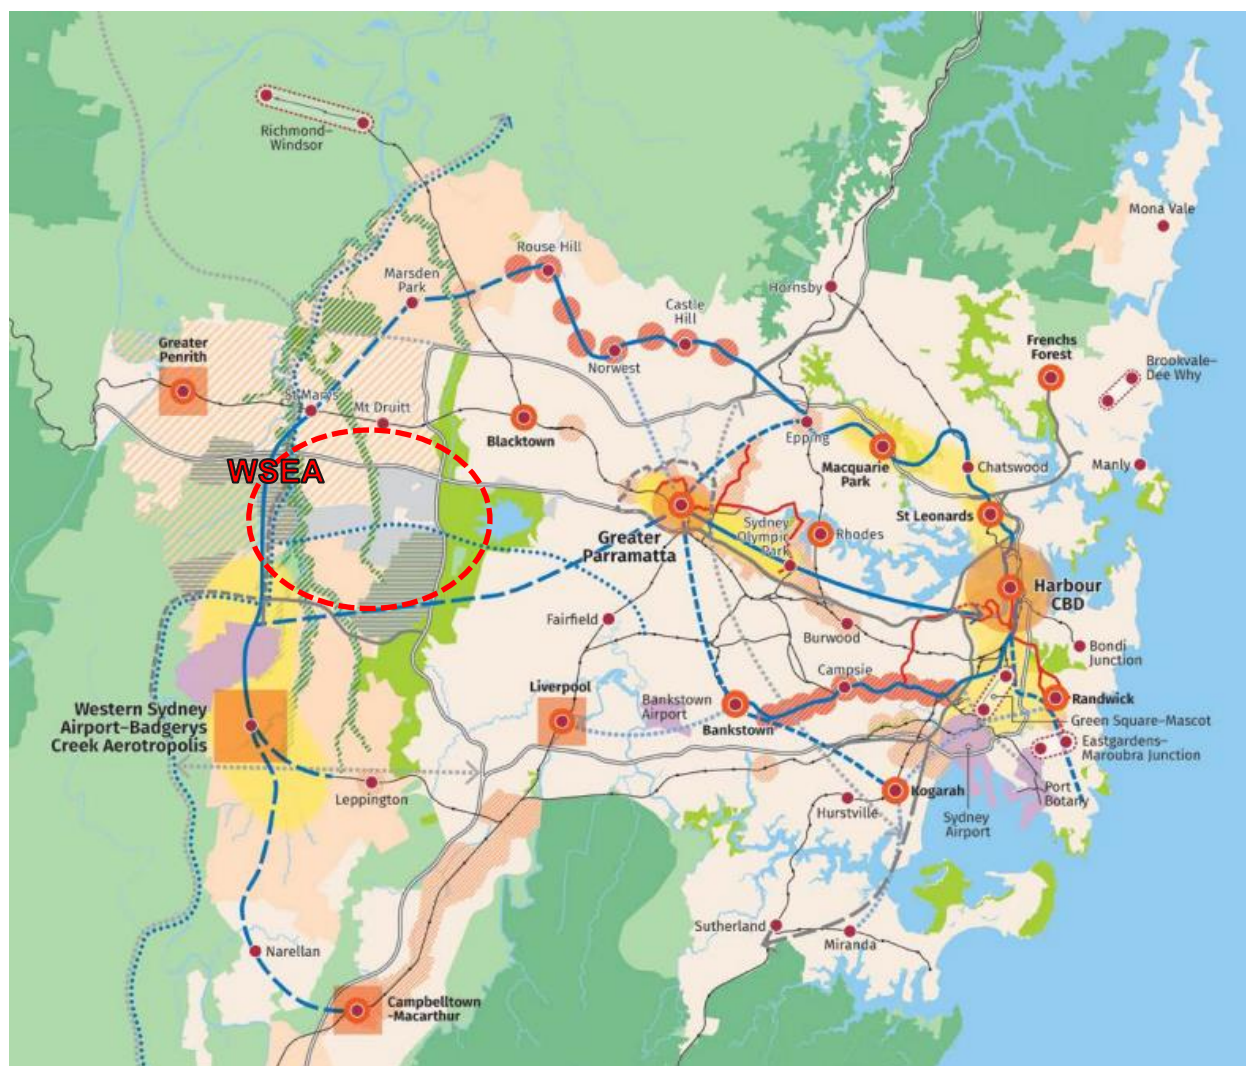 Richmond–
Windsor
Mona Vale
Rouse Hill
Marsden
Park
Hornsby
Castle
Hill
Greater
Penrith
Norwest
Frenchs
Forest
Brookvale–
Dee Why
St Marys
Mt Druitt
Blacktown
Epping
Macquarie
Park
Chatswood
Manly
WSEA
St Leonards
Greater
Parramatta
Sydney
Olympic
Park
Rhodes
Harbour
CBD
Fairfield
Burwood
Bondi
Junction
Campsie
Liverpool
Bankstown
Airport
Bankstown
Randwick
Green Square–Mascot
Eastgardens–
Maroubra Junction
Western Sydney
Airport–Badgerys
Creek Aerotropolis
Leppington
Kogarah
Hurstville
Sydney
Airport
Port
Botany
Sutherland
Miranda
Narellan
Campbelltown
-Macarthur